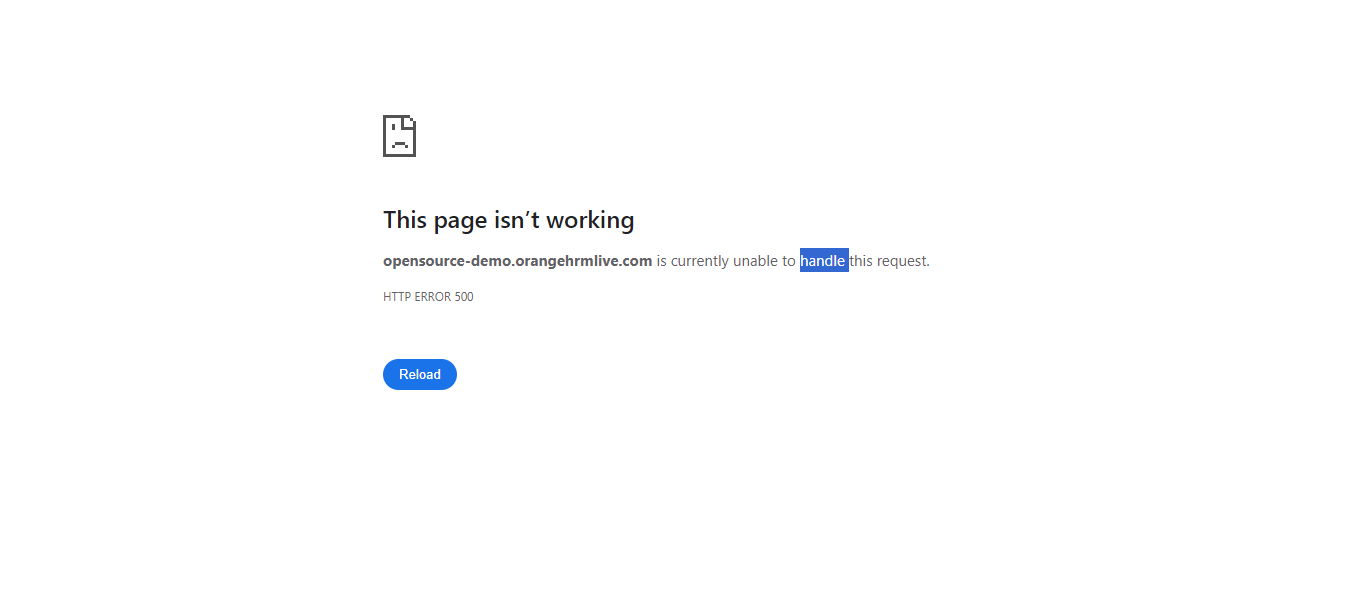 This page isn’t working
opensource-demo.orangehrmlive.com is currently unable to handle this request.
HTTP ERROR 500
Reload